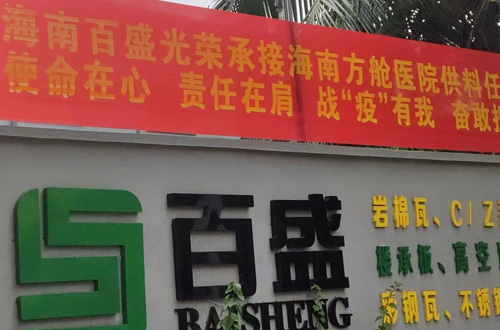 海南百盛光荣承接海南方舱医院供料任
使命在心 责任在肩 战“疫”有我 奋敢
百盛
BAISHENG
岩棉瓦、C/Z
楼承板、高空
彩钢瓦、不锈钢